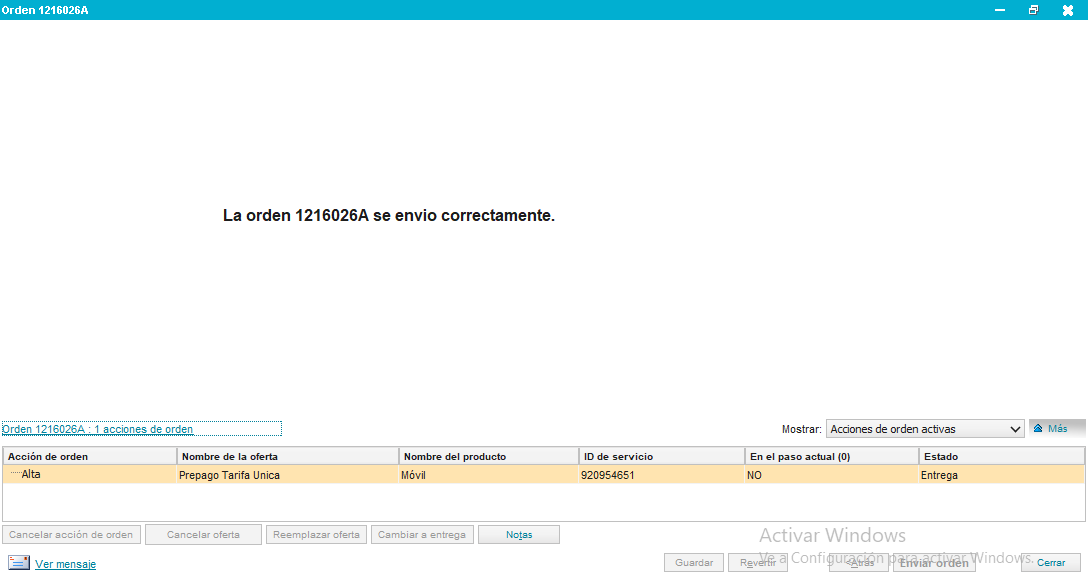 Orden 1216026A
La orden 1216026A se envio correctamente.
Orden 1216026A : 1 acciones de orden
Mostrar: Acciones de orden activas Más
Acción de orden Nombre de la oferta Nombre del producto ID de servicio En el paso actual (0) Estado
Alta Prepago Tarifa Unica Móvil 920954651 NO Entrega
Cancelar acción de orden Cancelar oferta Reemplazar oferta Cambiar a entrega Notas
Activar Windows
Ve a Configuración para activar Windows.
Ver mensaje Guardar Revertir <Atrás Enviar orden Cerrar